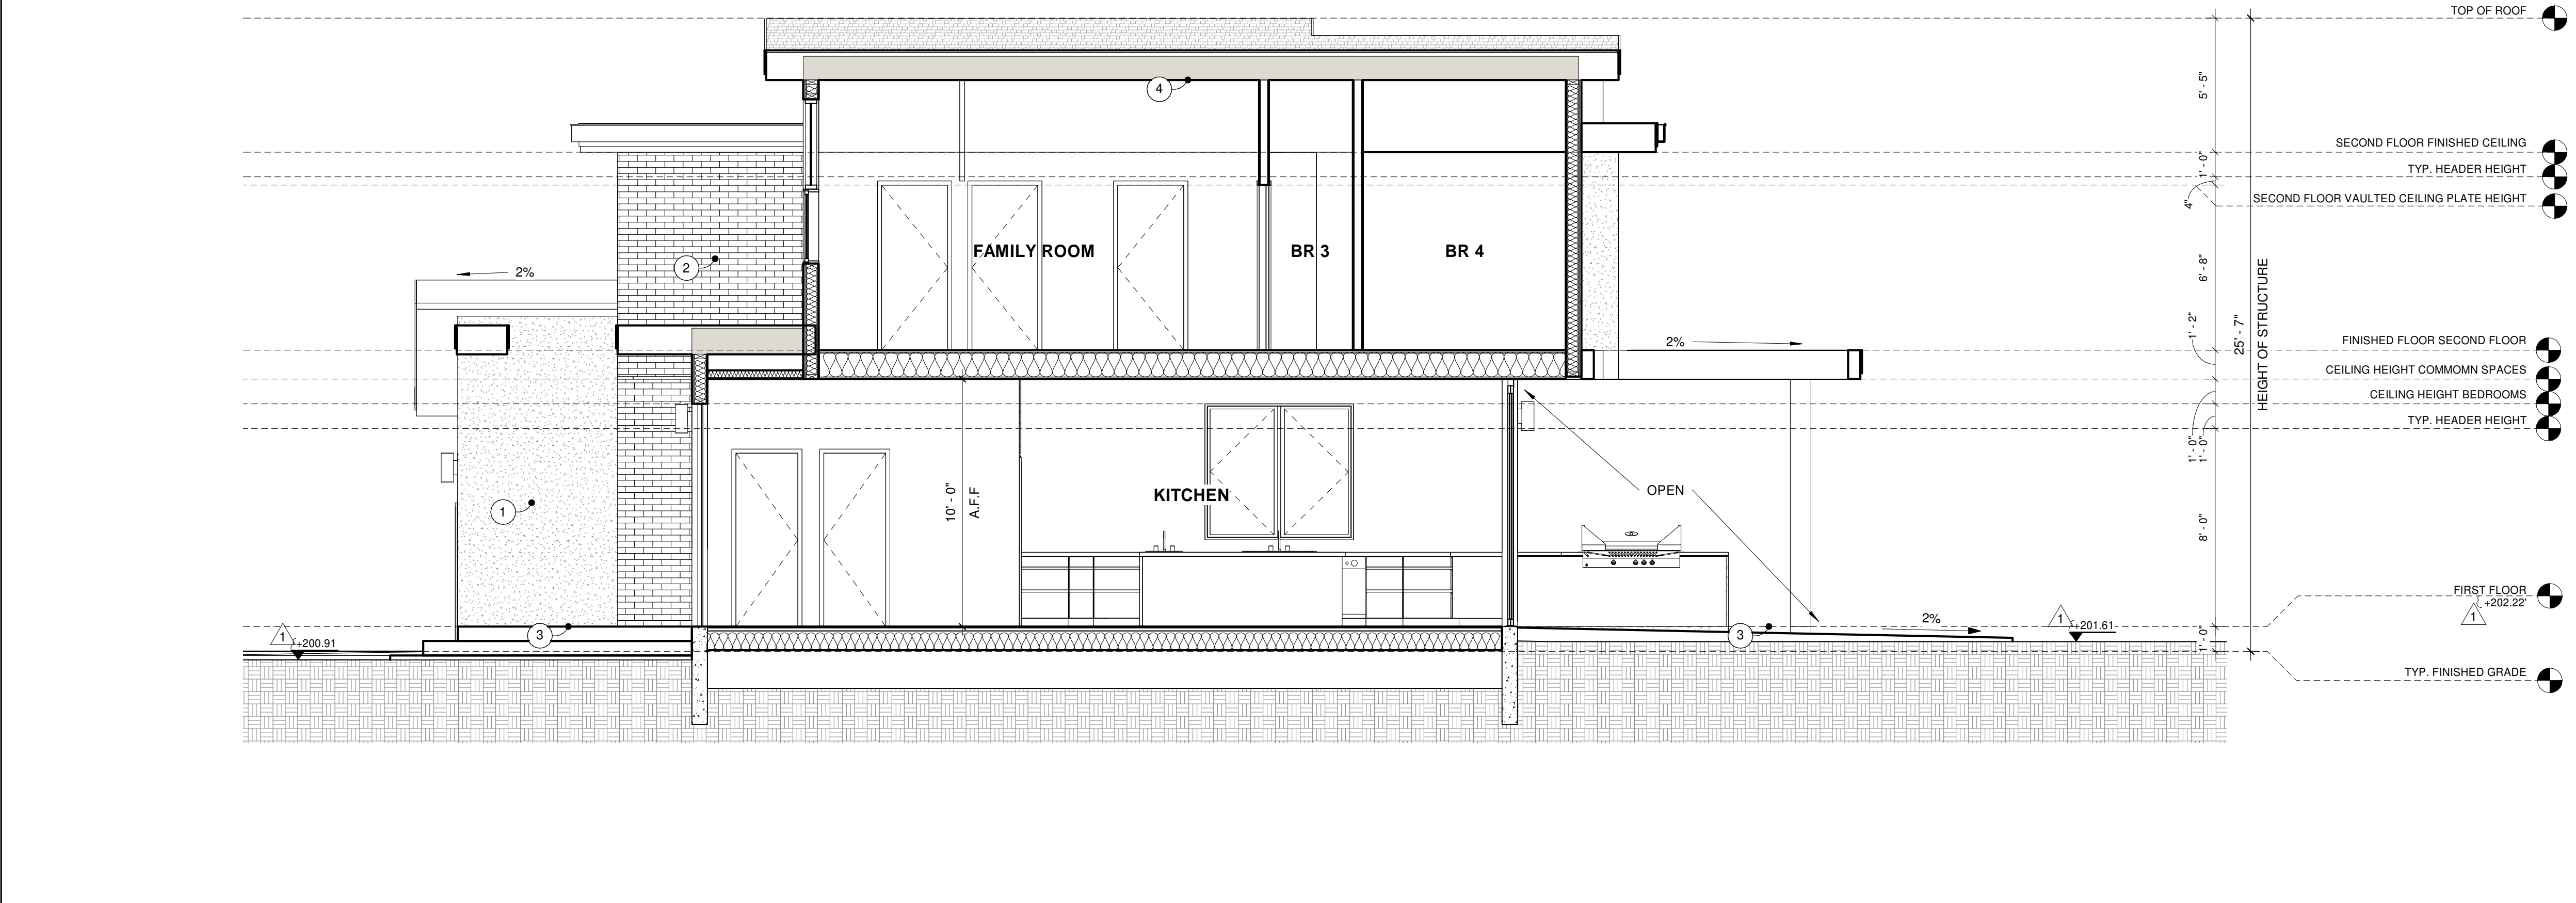 TOP OF ROOF
5' - 5"
4
SECOND FLOOR FINISHED CEILING
1' - 0"
TYP. HEADER HEIGHT
4"
SECOND FLOOR VAULTED CEILING PLATE HEIGHT
FAMILY ROOM
BR 3
BR 4
2
2%
6' - 8"
25' - 7"
HEIGHT OF STRUCTURE
1' - 2"
2%
FINISHED FLOOR SECOND FLOOR
CEILING HEIGHT COMMOMN SPACES
CEILING HEIGHT BEDROOMS
TYP. HEADER HEIGHT
1' - 0"
1' - 0"
1
10' - 0"
A.F.F
KITCHEN
OPEN
8' - 0"
FIRST FLOOR
+202.22'
1
1
+200.91
3
3
2%
1
+201.61
1' - 0"
TYP. FINISHED GRADE